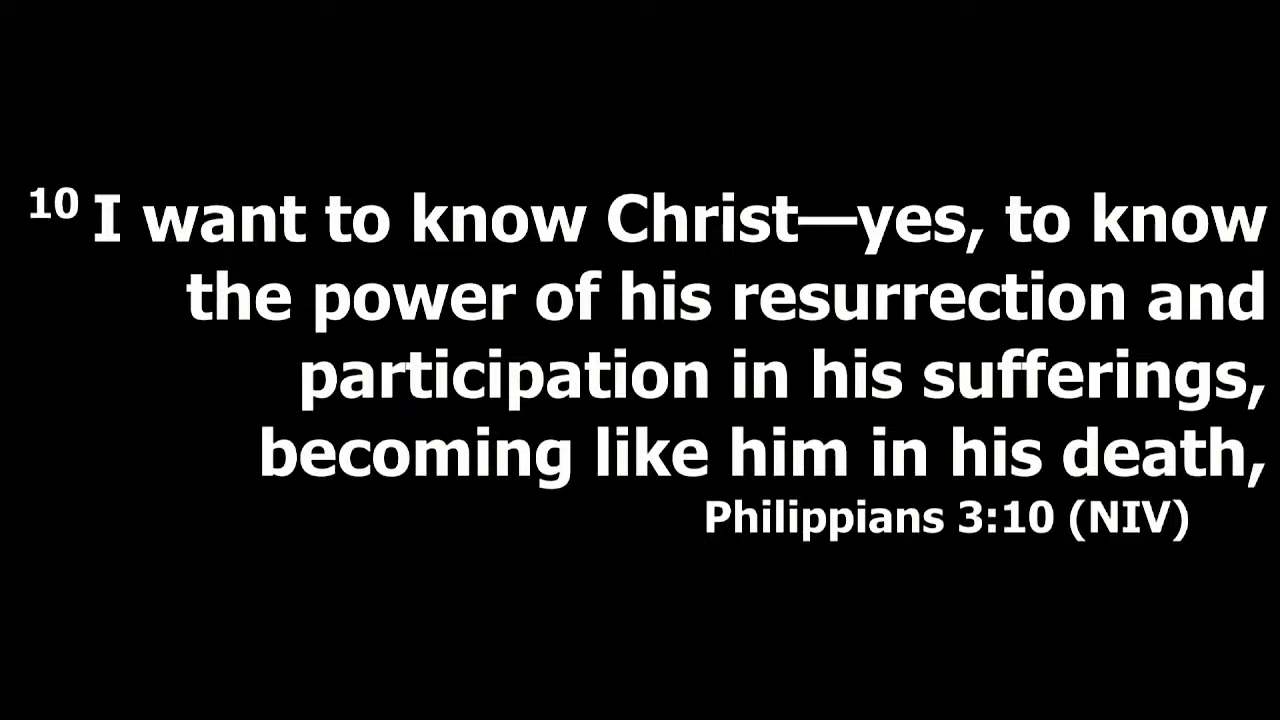 10 I want to know Christ—yes, to know
the power of his resurrection and
participation in his sufferings,
becoming like him in his death,
Philippians 3:10 (NIV)